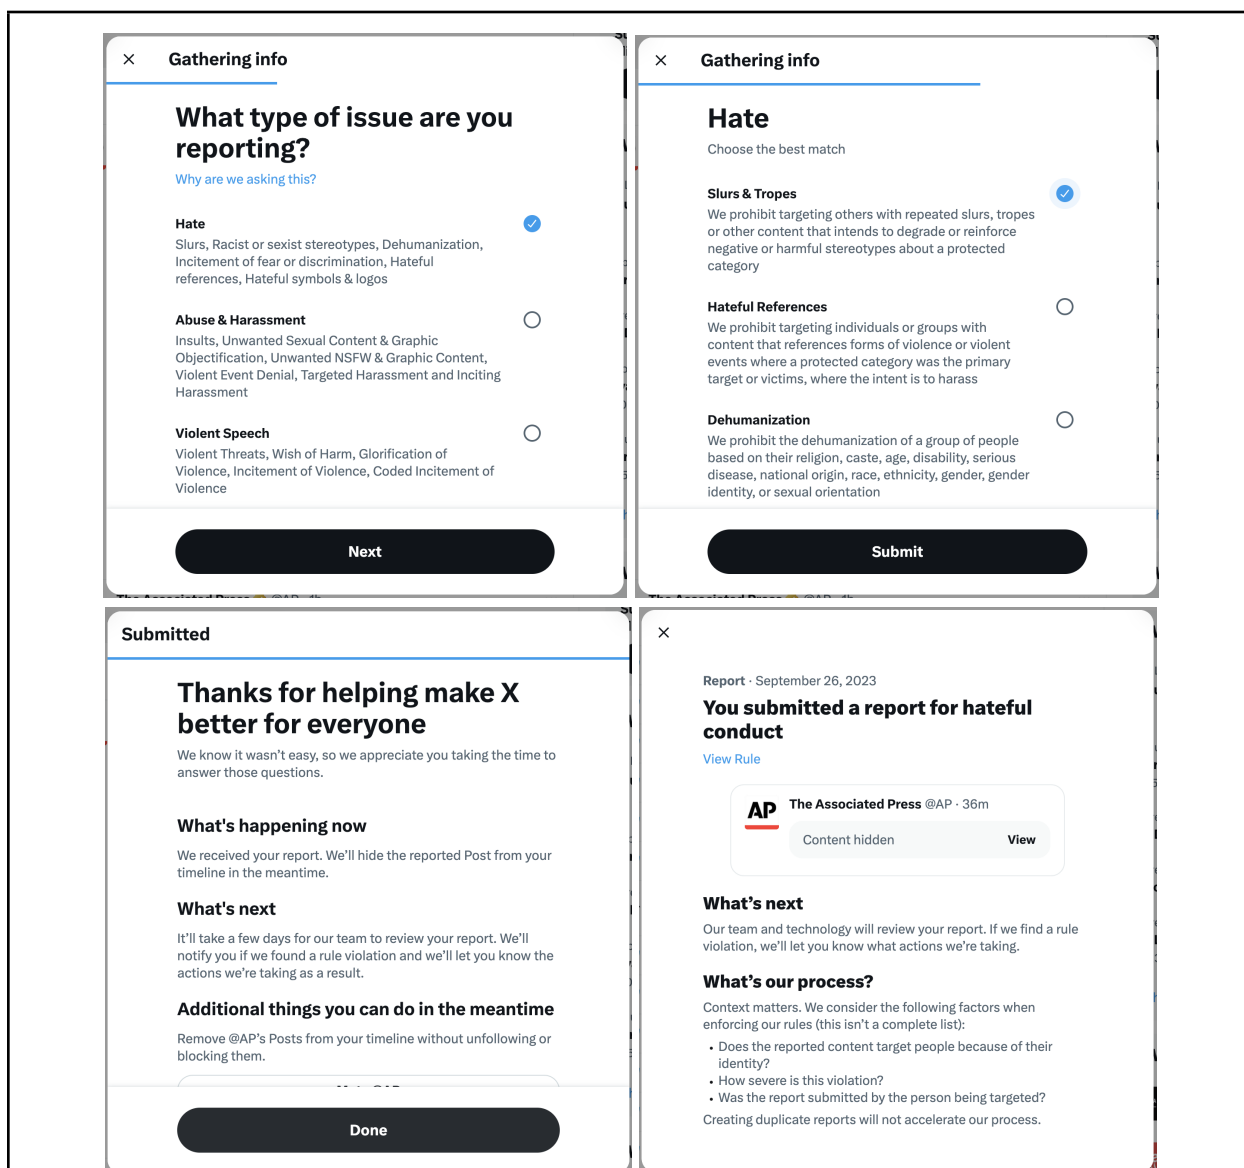 Gathering info
What type of issue are you
reporting?
Why are we asking this?
Hate
Slurs, Racist or sexist stereotypes, Dehumanization,
Incitement of fear or discrimination, Hateful
references, Hateful symbols & logos
Abuse & Harassment
Insults, Unwanted Sexual Content & Graphic
Objectification, Unwanted NSFW & Graphic Content,
Violent Event Denial, Targeted Harassment and Inciting
Harassment
Violent Speech
Violent Threats, Wish of Harm, Glorification of
Violence, Incitement of Violence, Coded Incitement of
Violence
Next
Gathering info
Hate
Choose the best match
Slurs & Tropes
We prohibit targeting others with repeated slurs, tropes
or other content that intends to degrade or reinforce
negative or harmful stereotypes about a protected
category
Hateful References
We prohibit targeting individuals or groups with
content that references forms of violence or violent
events where a protected category was the primary
target or victims, where the intent is to harass
Dehumanization
We prohibit the dehumanization of a group of people
based on their religion, caste, age, disability, serious
disease, national origin, race, ethnicity, gender, gender
identity, or sexual orientation
Submit
Submitted
Thanks for helping make X
better for everyone
We know it wasn't easy, so we appreciate you taking the time to
answer those questions.
What's happening now
We received your report. We'll hide the reported Post from your
timeline in the meantime.
What's next
It'll take a few days for our team to review your report. We'll
notify you if we found a rule violation and we'll let you know the
actions we're taking as a result.
Additional things you can do in the meantime
Remove @AP's Posts from your timeline without unfollowing or
blocking them.
Done
Report · September 26, 2023
You submitted a report for hateful
conduct
View Rule
AP
The Associated Press @AP · 36m
Content hidden View
What's next
Our team and technology will review your report. If we find a rule
violation, we'll let you know what actions we're taking.
What's our process?
Context matters. We consider the following factors when
enforcing our rules (this isn't a complete list):
• Does the reported content target people because of their
identity?
• How severe is this violation?
• Was the report submitted by the person being targeted?
Creating duplicate reports will not accelerate our process.